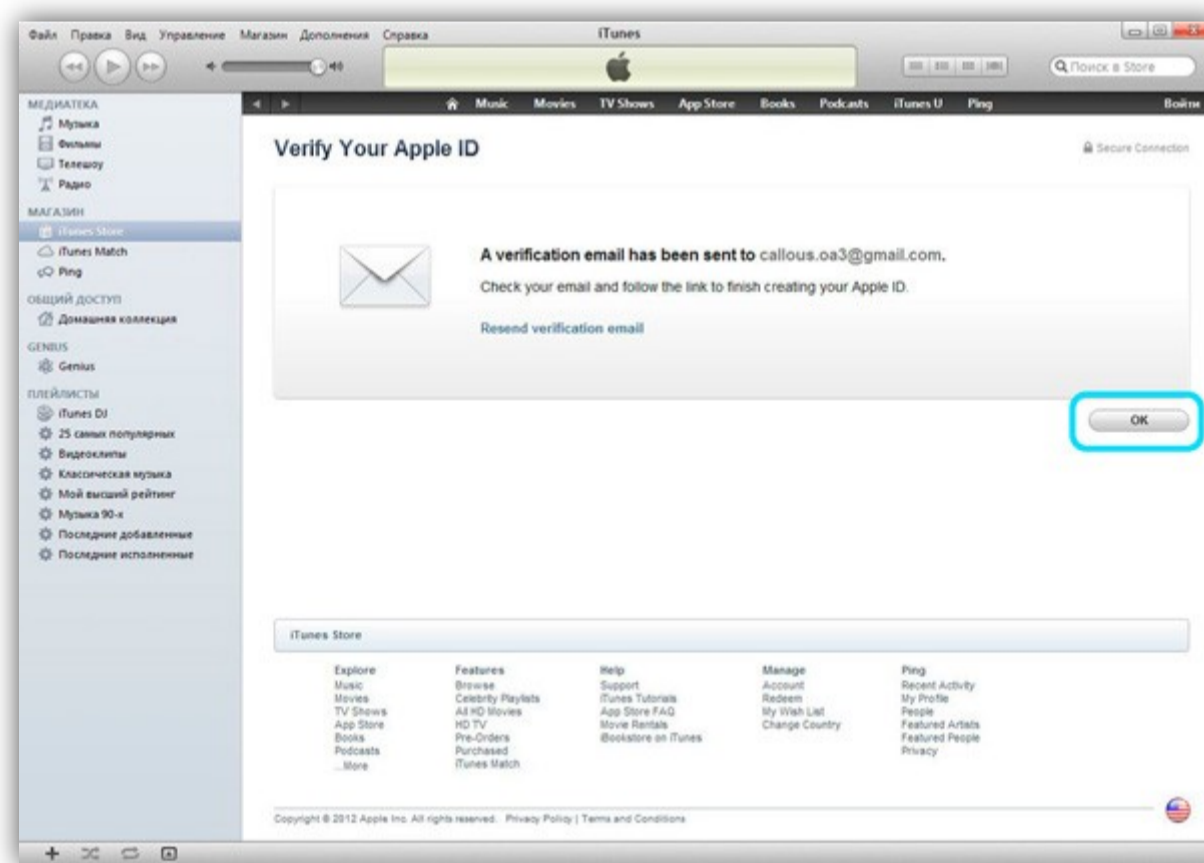 Файл Правка Вид Управление Магазин Дополнения Справка
iTunes
Поиск в Store
МЕДИАТЕКА
Музыка
Фильмы
Телешоу
Радио
МАГАЗИН
iTunes Store
iTunes Match
Ping
ОБЩИЙ ДОСТУП
Домашняя коллекция
GENIUS
Genius
ПЛЕЙЛИСТЫ
iTunes DJ
25 самых популярных
Видеоклипы
Классическая музыка
Мой высший рейтинг
Музыка 90-х
Последние добавленные
Последние исполненные
Music Movies TV Shows App Store Books Podcasts iTunes U Ping Войти
Verify Your Apple ID
Secure Connection
A verification email has been sent to callous.oa3@gmail.com.
Check your email and follow the link to finish creating your Apple ID.
Resend verification email
OK
iTunes Store
Explore
Music
Movies
TV Shows
App Store
Books
Podcasts
...More
Features
Browse
Celebrity Playlists
All HD Movies
HD TV
Pre-Orders
Purchased
iTunes Match
Help
Support
iTunes Tutorials
App Store FAQ
Movie Rentals
iBookstore on iTunes
Manage
Account
Redeem
My Wish List
Change Country
Ping
Recent Activity
My Profile
People
Featured Artists
Featured People
Privacy
Copyright © 2012 Apple Inc. All rights reserved. Privacy Policy | Terms and Conditions